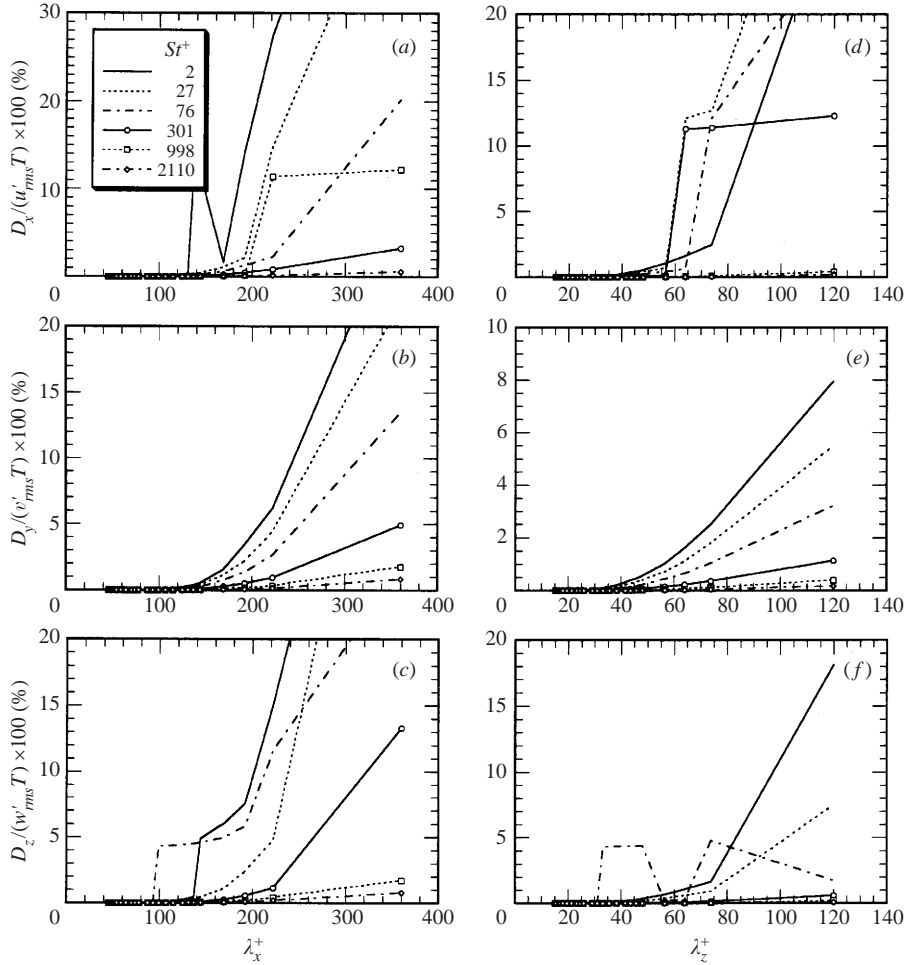 (a)
St⁺
2
27
76
301
998
2110
30
20
10
0 100 200 300 400
D_x/(u′_rms T) ×100 (%)
(d)
20
15
10
5
0 20 40 60 80 100 120 140
(b)
20
15
10
5
0 100 200 300 400
D_y/(v′_rms T) ×100 (%)
(e)
10
8
6
4
2
0 20 40 60 80 100 120 140
(c)
20
15
10
5
0 100 200 300 400
D_z/(w′_rms T) ×100 (%)
λ_x⁺
(f)
20
15
10
5
0 20 40 60 80 100 120 140
λ_z⁺